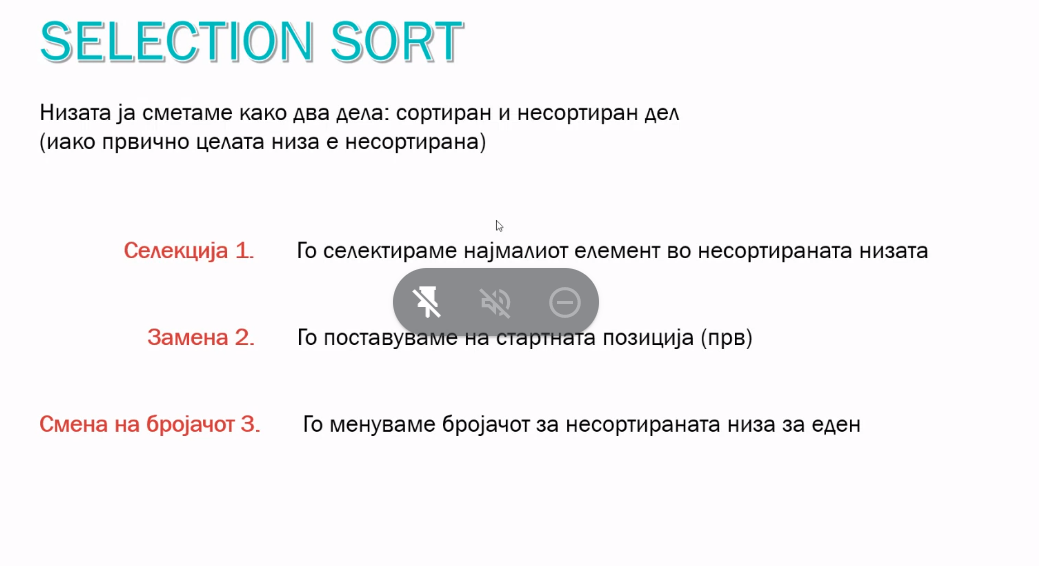 SELECTION SORT
Низата ја сметаме како два дела: сортиран и несортиран дел
(иако првично целата низа е несортирана)
Селекција 1. Го селектираме најмалиот елемент во несортираната низата
Замена 2. Го поставуваме на стартната позиција (прв)
Смена на бројачот 3. Го менуваме бројачот за несортираната низа за еден